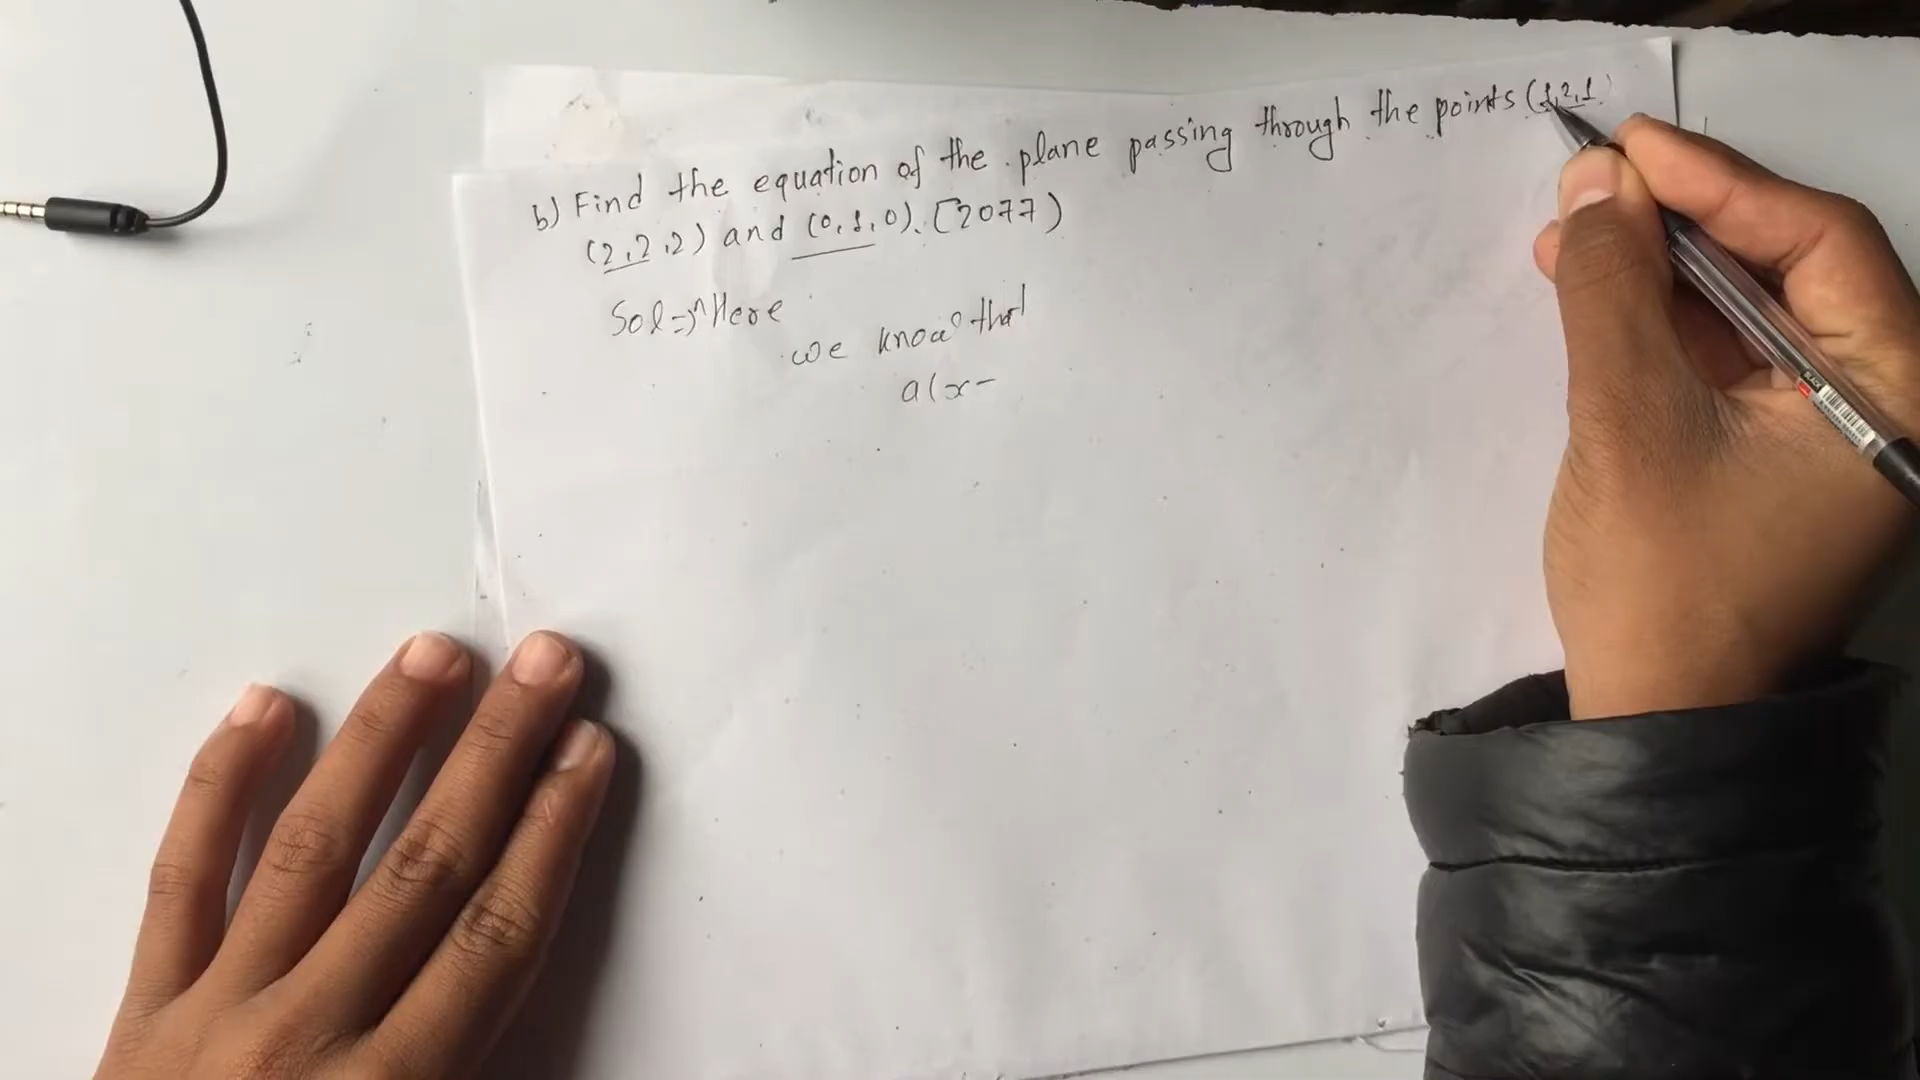 b) Find the equation of the plane passing through the points (1,2,1)
(2,2,2) and (0,1,0). [2077)
Sol=>n Here
we know that
a(x-
BLACK